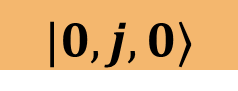 |0, j, 0⟩